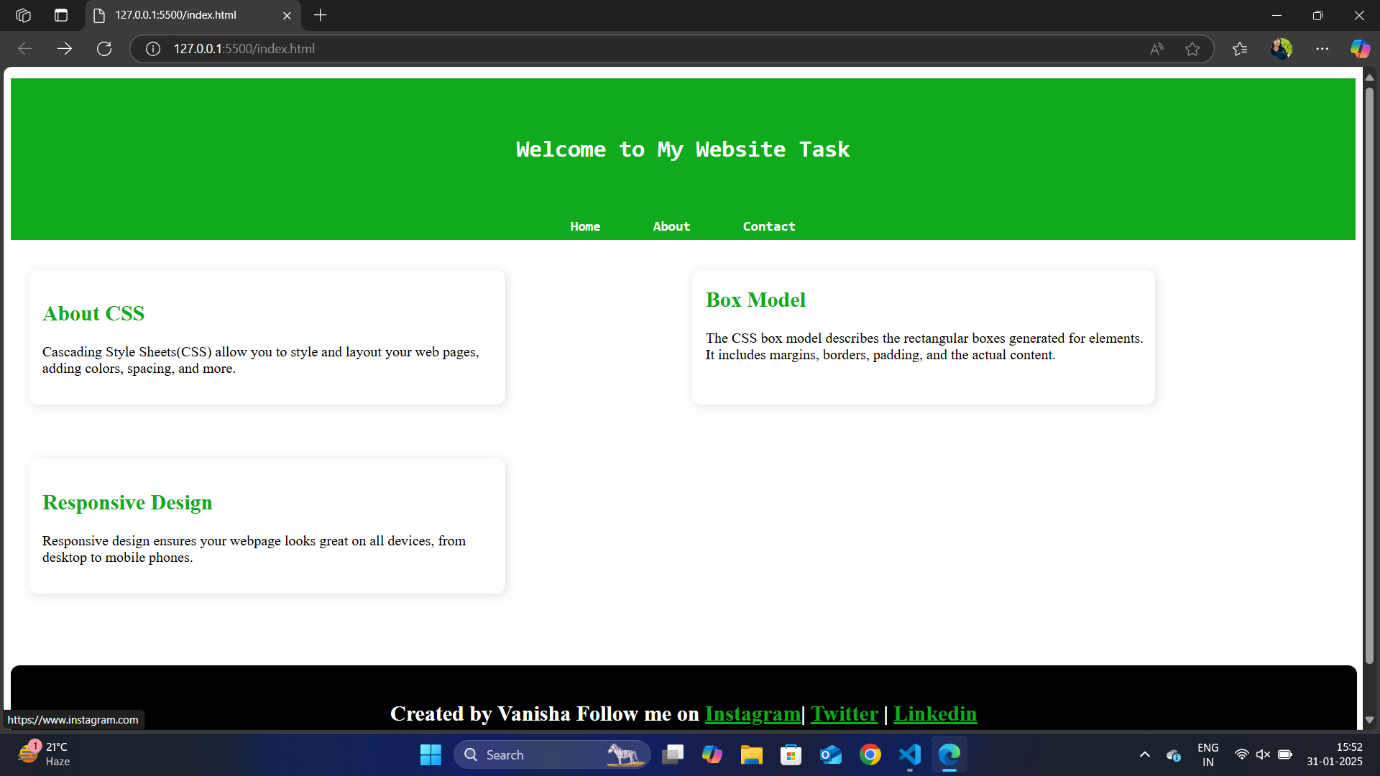 127.0.0.1:5500/index.html
127.0.0.1:5500/index.html
Welcome to My Website Task
Home About Contact
About CSS
Cascading Style Sheets(CSS) allow you to style and layout your web pages,
adding colors, spacing, and more.
Box Model
The CSS box model describes the rectangular boxes generated for elements.
It includes margins, borders, padding, and the actual content.
Responsive Design
Responsive design ensures your webpage looks great on all devices, from
desktop to mobile phones.
Created by Vanisha Follow me on Instagram| Twitter | Linkedin
https://www.instagram.com
1
21°C
Haze
Search
ENG
IN
15:52
31-01-2025